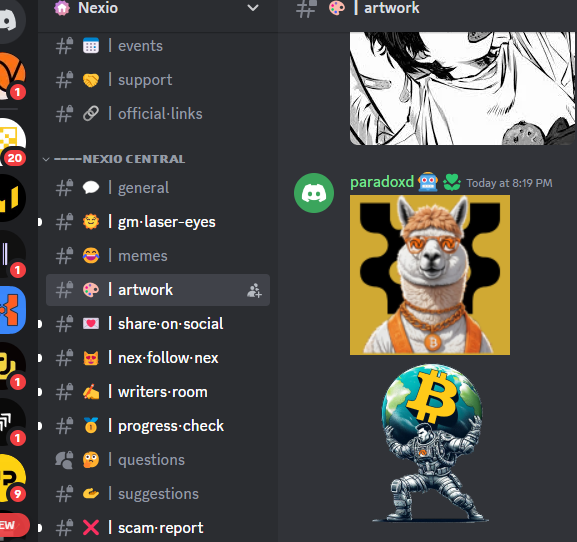 Nexio
| artwork
| events
| support
| official·links
----NEXIO CENTRAL
| general
| gm·laser-eyes
| memes
| artwork
| share·on·social
| nex·follow·nex
| writers·room
| progress·check
| questions
| suggestions
| scam·report
paradoxd Today at 8:19 PM
1
20
1
1
1
9
EW